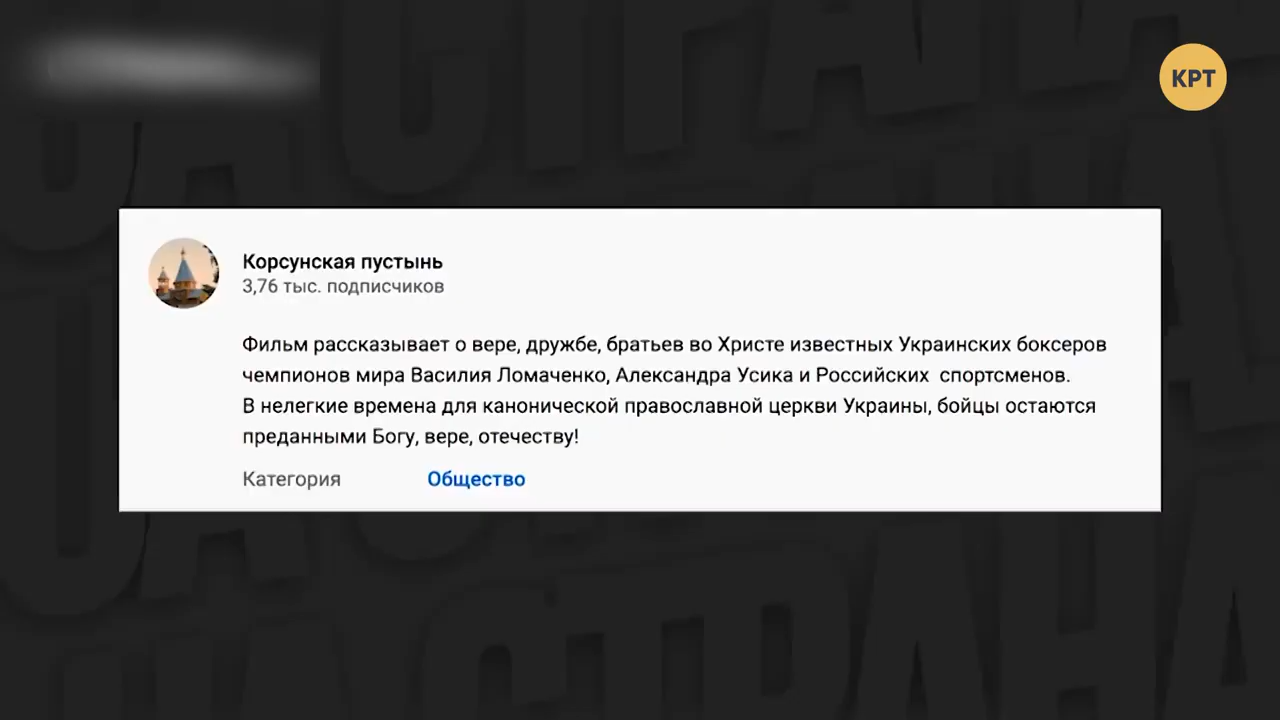 КРТ
Корсунская пустынь
3,76 тыс. подписчиков
Фильм рассказывает о вере, дружбе, братьев во Христе известных Украинских боксеров
чемпионов мира Василия Ломаченко, Александра Усика и Российских  спортсменов.
В нелегкие времена для канонической православной церкви Украины, бойцы остаются
преданными Богу, вере, отечеству!
Категория Общество
СТРАНА